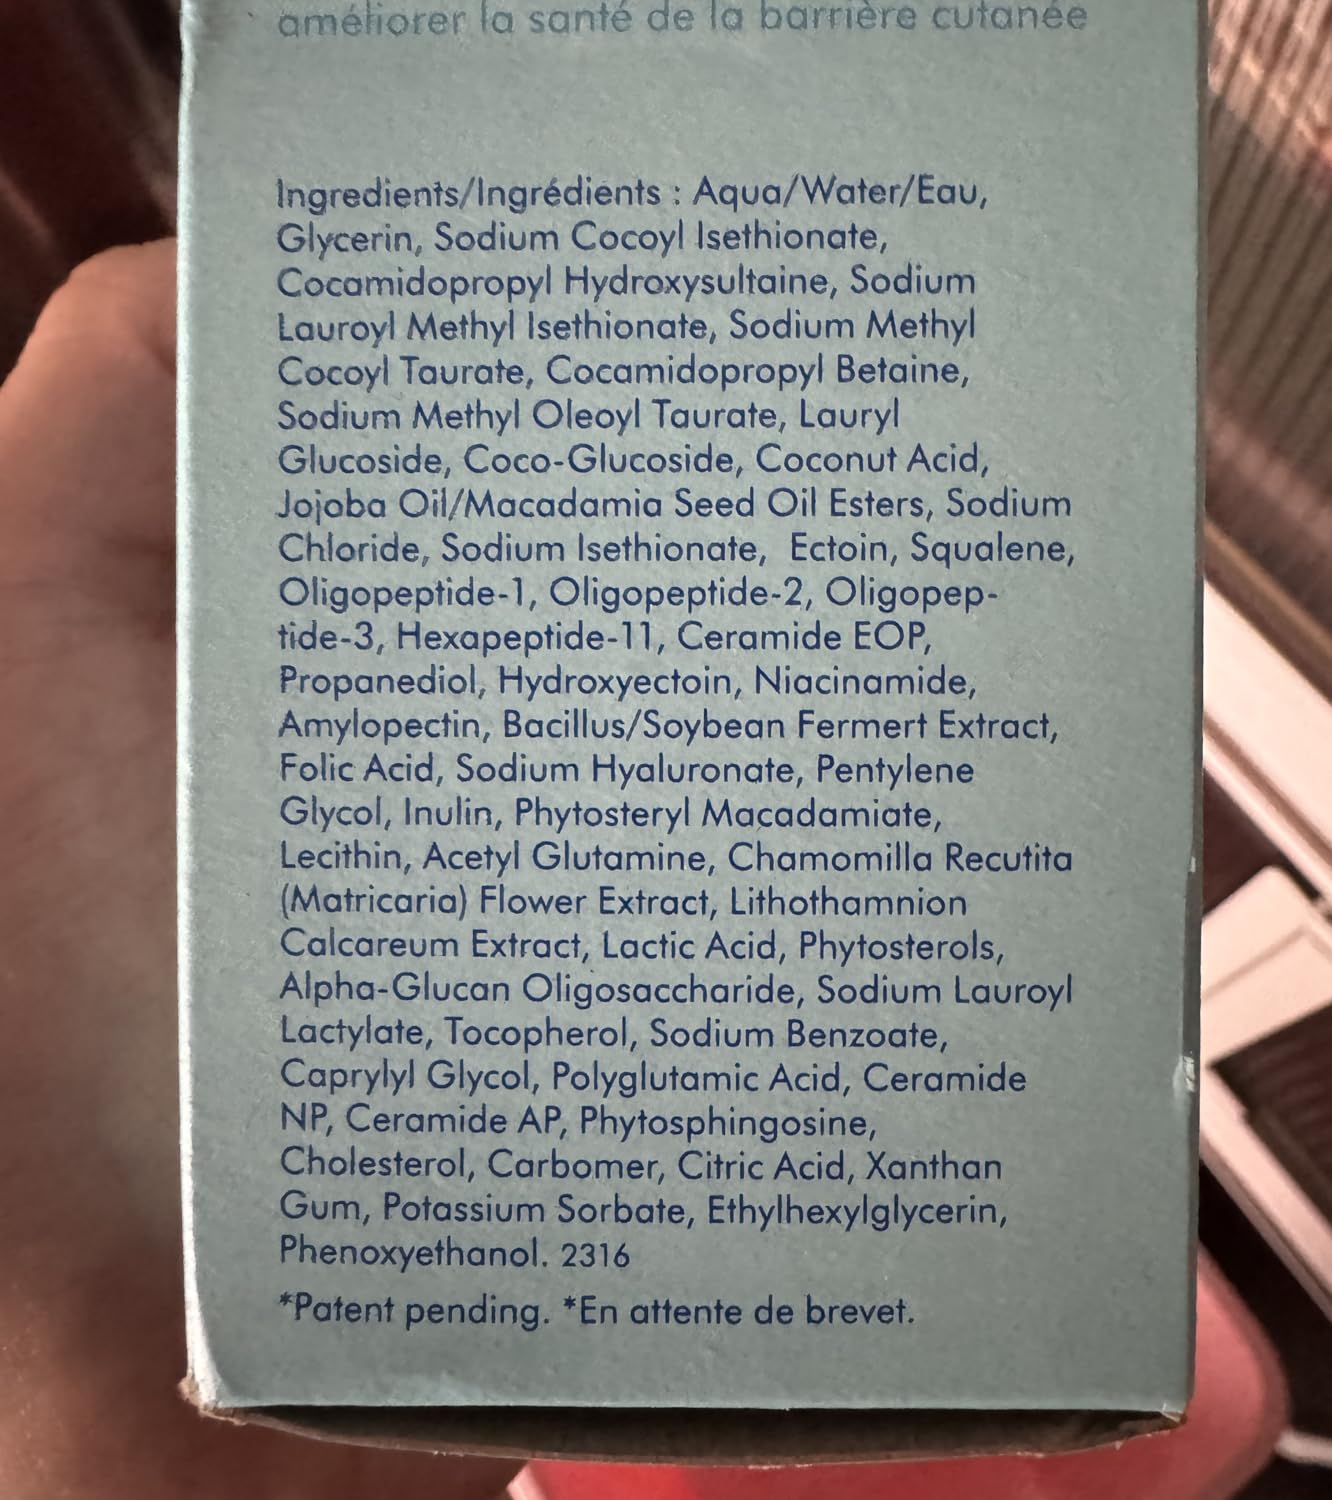 améliorer la santé de la barrière cutanée
Ingredients/Ingrédients : Aqua/Water/Eau,
Glycerin, Sodium Cocoyl Isethionate,
Cocamidopropyl Hydroxysultaine, Sodium
Lauroyl Methyl Isethionate, Sodium Methyl
Cocoyl Taurate, Cocamidopropyl Betaine,
Sodium Methyl Oleoyl Taurate, Lauryl
Glucoside, Coco-Glucoside, Coconut Acid,
Jojoba Oil/Macadamia Seed Oil Esters, Sodium
Chloride, Sodium Isethionate, Ectoin, Squalene,
Oligopeptide-1, Oligopeptide-2, Oligopep-
tide-3, Hexapeptide-11, Ceramide EOP,
Propanediol, Hydroxyectoin, Niacinamide,
Amylopectin, Bacillus/Soybean Fermert Extract,
Folic Acid, Sodium Hyaluronate, Pentylene
Glycol, Inulin, Phytosteryl Macadamiate,
Lecithin, Acetyl Glutamine, Chamomilla Recutita
(Matricaria) Flower Extract, Lithothamnion
Calcareum Extract, Lactic Acid, Phytosterols,
Alpha-Glucan Oligosaccharide, Sodium Lauroyl
Lactylate, Tocopherol, Sodium Benzoate,
Caprylyl Glycol, Polyglutamic Acid, Ceramide
NP, Ceramide AP, Phytosphingosine,
Cholesterol, Carbomer, Citric Acid, Xanthan
Gum, Potassium Sorbate, Ethylhexylglycerin,
Phenoxyethanol. 2316
*Patent pending. *En attente de brevet.